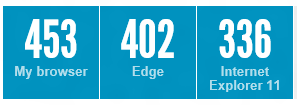 453 402 336
My browser Edge Internet
Explorer 11